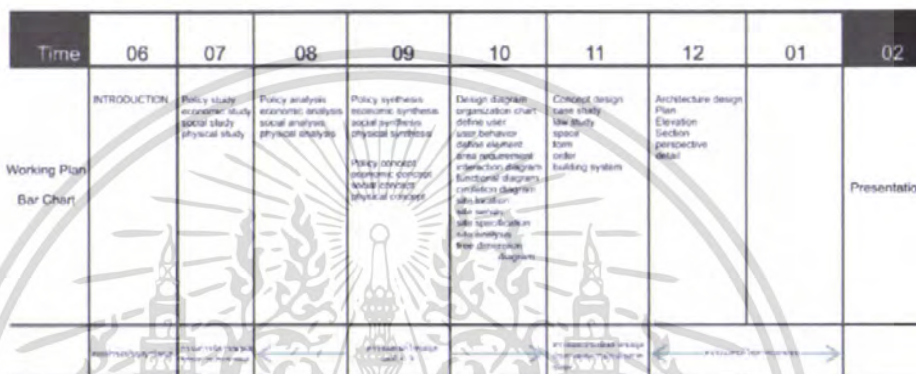 Time 06 07 08 09 10 11 12 01 02
Working Plan
Bar Chart
INTRODUCTION
Policy study
economic study
social study
physical study
Policy analysis
economic analysis
social analysis
physical analysis
Policy synthesis
economic synthesis
social synthesis
physical synthesis
Policy concept
economic concept
social concept
physical concept
Design diagram
organization chart
define user
user behavior
define element
area requirement
interaction diagram
functional diagram
circulation diagram
site location
site
site specification
site analysis
free dimension
diagram
Concept design
case study
law study
space
form
order
building system
Architecture design
Plan
Elevation
Section
perspective
detail
Presentatio